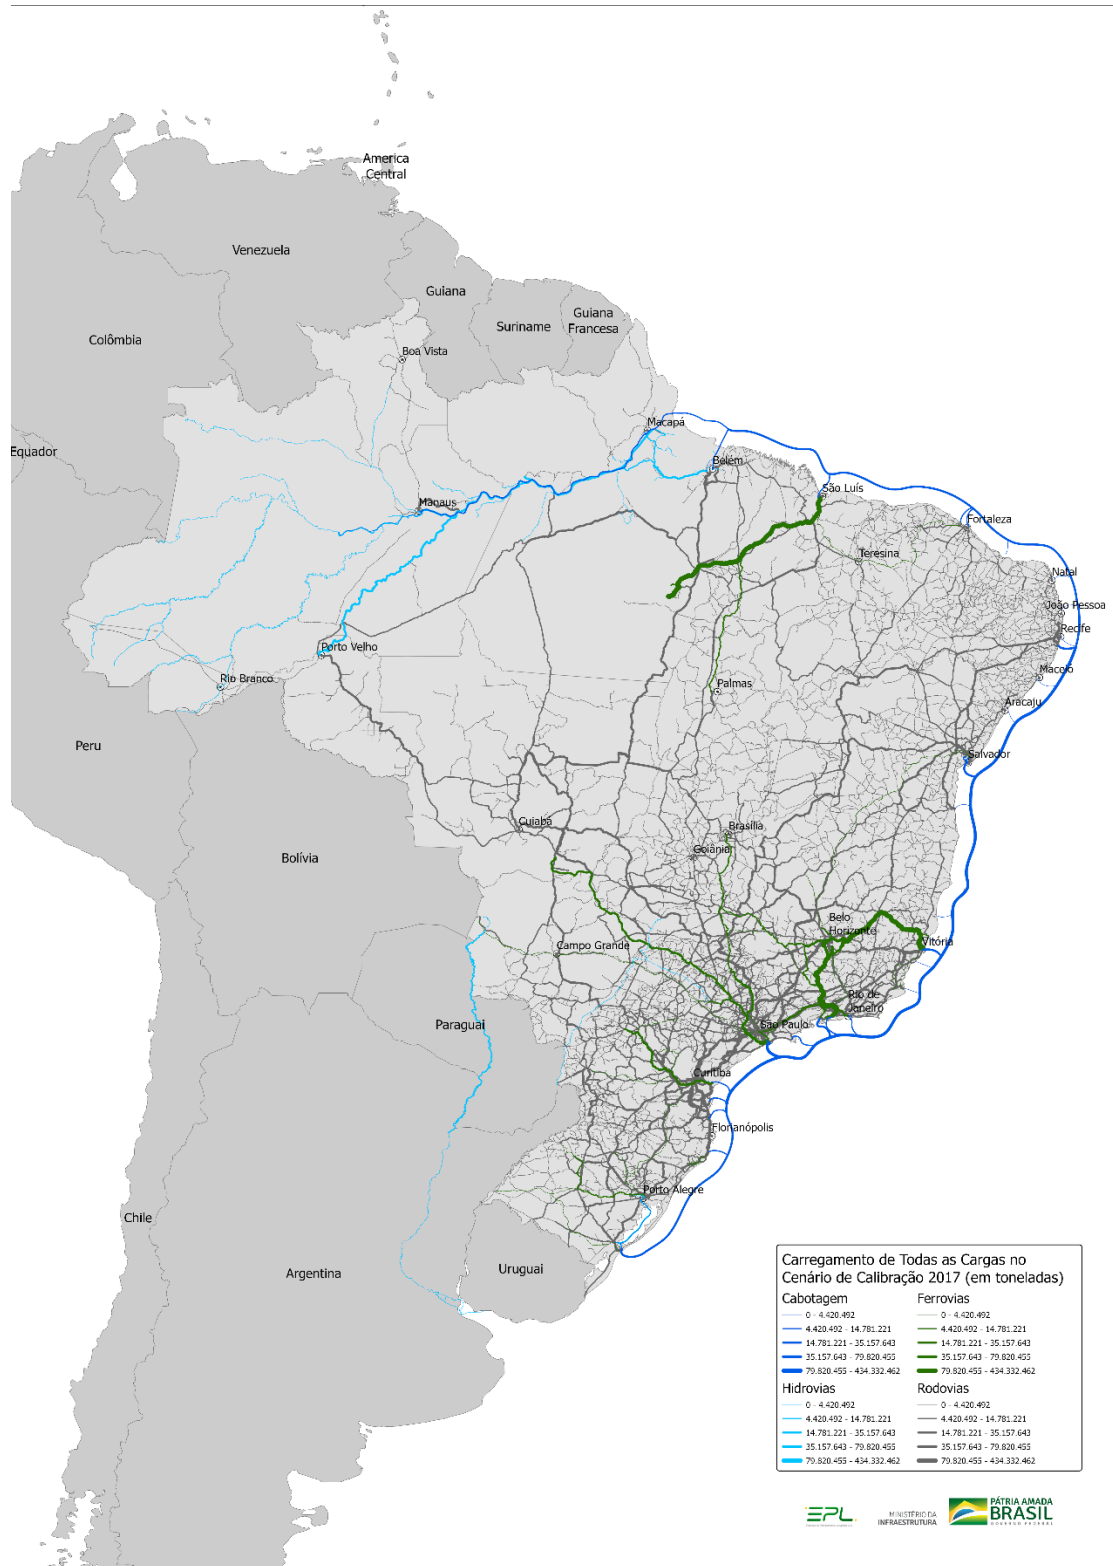 America
Central
Venezuela
Guiana
Suriname
Guiana
Francesa
Colômbia
Boa Vista
Equador
Macapá
Belém
São Luís
Manaus
Fortaleza
Teresina
Natal
João Pessoa
Recife
Porto Velho
Rio Branco
Palmas
Maceió
Aracaju
Peru
Salvador
Cuiabá
Brasília
Goiânia
Bolívia
Belo
Horizonte
Vitória
Campo Grande
Rio de
Janeiro
Paraguai
São Paulo
Curitiba
Florianópolis
Porto Alegre
Chile
Argentina
Uruguai
Carregamento de Todas as Cargas no
Cenário de Calibração 2017 (em toneladas)
Cabotagem
0 - 4.420.492
4.420.492 - 14.781.221
14.781.221 - 35.157.643
35.157.643 - 79.820.455
79.820.455 - 434.332.462
Ferrovias
0 - 4.420.492
4.420.492 - 14.781.221
14.781.221 - 35.157.643
35.157.643 - 79.820.455
79.820.455 - 434.332.462
Hidrovias
0 - 4.420.492
4.420.492 - 14.781.221
14.781.221 - 35.157.643
35.157.643 - 79.820.455
79.820.455 - 434.332.462
Rodovias
0 - 4.420.492
4.420.492 - 14.781.221
14.781.221 - 35.157.643
35.157.643 - 79.820.455
79.820.455 - 434.332.462
EPL
MINISTÉRIO DA
INFRAESTRUTURA
PÁTRIA AMADA
BRASIL
GOVERNO FEDERAL